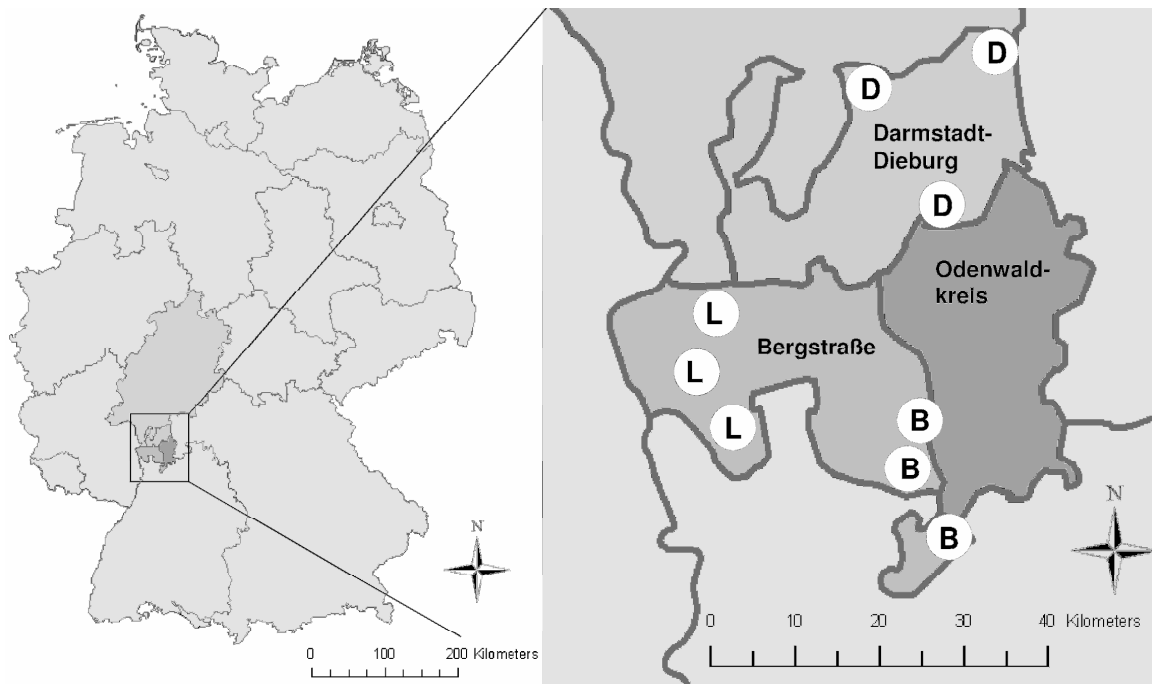 N
0 100 200 Kilometers
D
D
Darmstadt-
Dieburg
D
Odenwald-
kreis
L
Bergstraße
L
L
B
B
B
N
0 10 20 30 40 Kilometers